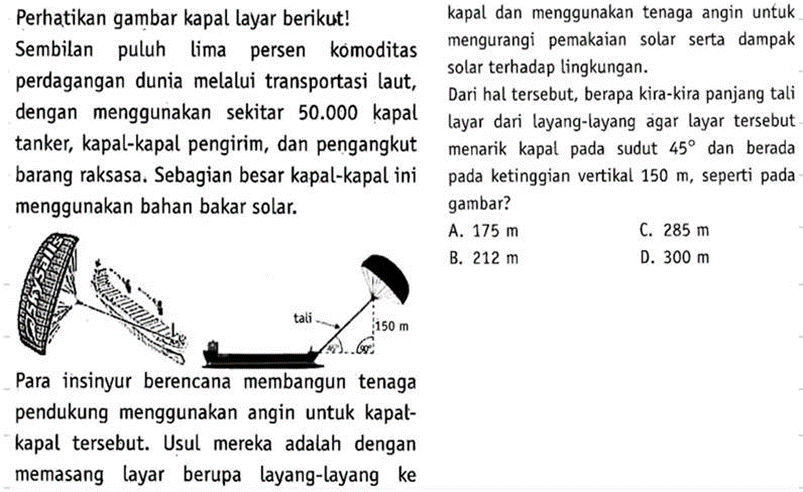 Perhatikan gambar kapal layar berikut!
Sembilan puluh lima persen komoditas
perdagangan dunia melalui transportasi laut,
dengan menggunakan sekitar 50.000 kapal
tanker, kapal-kapal pengirim, dan pengangkut
barang raksasa. Sebagian besar kapal-kapal ini
menggunakan bahan bakar solar.
tali
150 m
45°
90°
Para insinyur berencana membangun tenaga
pendukung menggunakan angin untuk kapal-
kapal tersebut. Usul mereka adalah dengan
memasang layar berupa layang-layang ke
kapal dan menggunakan tenaga angin untuk
mengurangi pemakaian solar serta dampak
solar terhadap lingkungan.
Dari hal tersebut, berapa kira-kira panjang tali
layar dari layang-layang agar layar tersebut
menarik kapal pada sudut 45° dan berada
pada ketinggian vertikal 150 m, seperti pada
gambar?
A. 175 m
C. 285 m
B. 212 m
D. 300 m